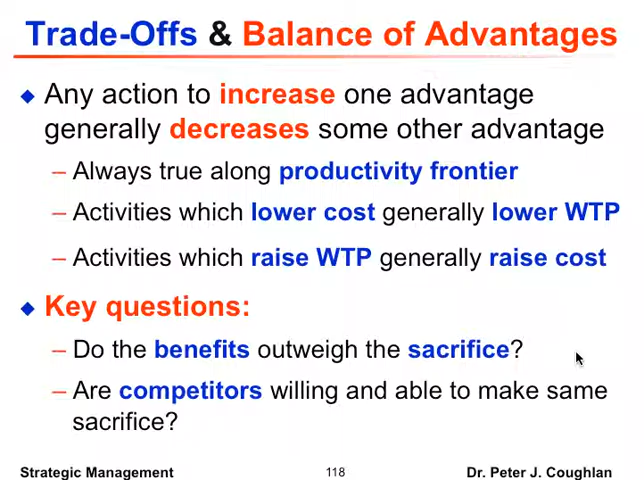 Trade-Offs & Balance of Advantages
Any action to increase one advantage
generally decreases some other advantage
– Always true along productivity frontier
– Activities which lower cost generally lower WTP
– Activities which raise WTP generally raise cost
Key questions:
– Do the benefits outweigh the sacrifice?
– Are competitors willing and able to make same
sacrifice?
Strategic Management 118 Dr. Peter J. Coughlan